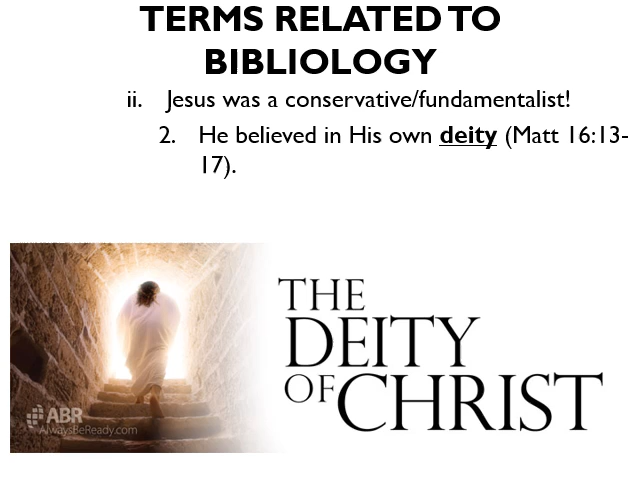 TERMS RELATED TO
BIBLIOLOGY
ii. Jesus was a conservative/fundamentalist!
2. He believed in His own deity (Matt 16:13-
17).
THE
DEITY
OF CHRIST
ABR
AlwaysBeReady.com